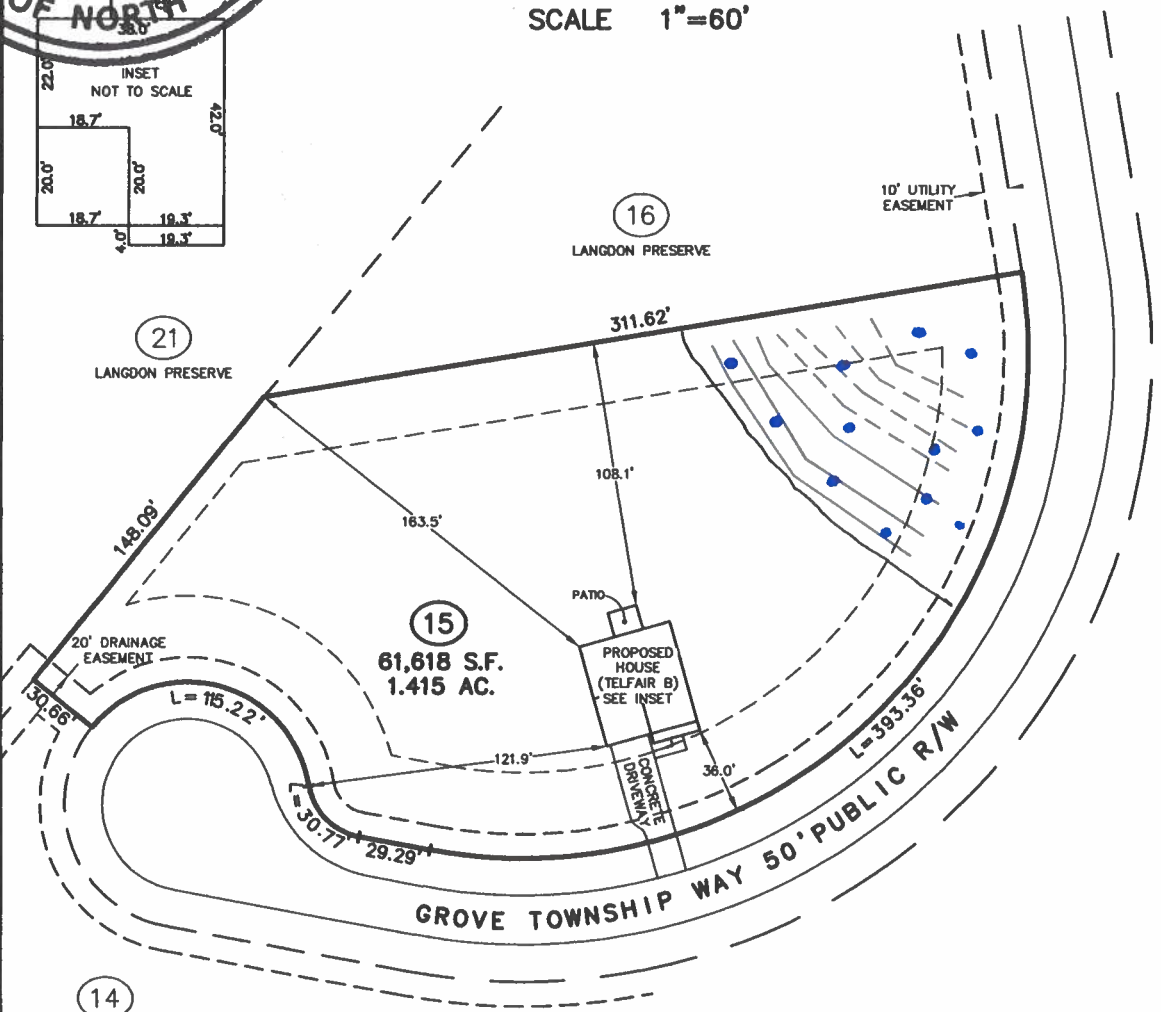 OF NORTH
SCALE 1"=60'
38.0'
22.0'
INSET
NOT TO SCALE
42.0'
18.7'
20.0'
20.0'
18.7'
19.3'
4.0'
19.3'
10' UTILITY
EASEMENT
16
LANGDON PRESERVE
311.62'
21
LANGDON PRESERVE
108.1'
163.5'
148.09'
PATIO
15
61,618 S.F.
1.415 AC.
20' DRAINAGE
EASEMENT
PROPOSED
HOUSE
(TELFAIR B)
SEE INSET
30.66'
L=115.22'
L=393.36'
121.9'
36.0'
CONCRETE
DRIVEWAY
L=30.77'
29.29'
GROVE TOWNSHIP WAY 50' PUBLIC R/W
14